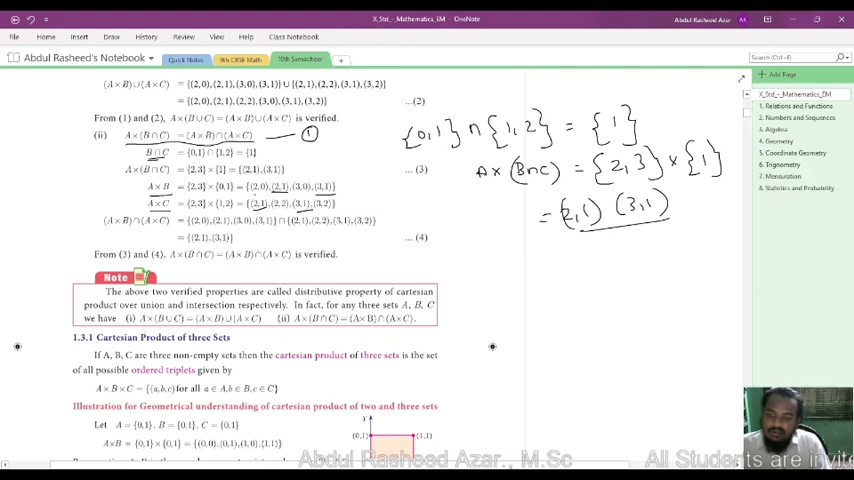 X_Std_-_Mathematics_EM - OneNote
Abdul Rasheed Azar
File Home Insert Draw History Review View Help Class Notebook
Abdul Rasheed's Notebook
Quick Notes
9th CBSE Math
10th Samacheer
Search (Ctrl+E)
Add Page
X_Std_-_Mathematics_EM
1. Relations and Functions
2. Numbers and Sequences
3. Algebra
4. Geometry
5. Coordinate Geometry
6. Trigonometry
7. Mensuration
8. Statistics and Probability
(A×B)∪(A×C) = {(2,0),(2,1),(3,0),(3,1)}∪{(2,1),(2,2),(3,1),(3,2)}
= {(2,0),(2,1),(2,2),(3,0),(3,1),(3,2)} ...(2)
From (1) and (2), A×(B∪C) = (A×B)∪(A×C) is verified.
(ii) A×(B∩C) = (A×B)∩(A×C) 1
B∩C = {0,1}∩{1,2} = {1}
A×(B∩C) = {2,3}×{1} = {(2,1),(3,1)} ... (3)
A×B = {2,3}×{0,1} = {(2,0),(2,1),(3,0),(3,1)}
A×C = {2,3}×{1,2} = {(2,1),(2,2),(3,1),(3,2)}
(A×B)∩(A×C) = {(2,0),(2,1),(3,0),(3,1)}∩{(2,1),(2,2),(3,1),(3,2)}
= {(2,1),(3,1)} ... (4)
From (3) and (4), A×(B∩C) = (A×B)∩(A×C) is verified.
{0,1} ∩ {1,2} = {1}
A×(B∩C) = {2,3} × {1}
= (2,1) (3,1)
Note
The above two verified properties are called distributive property of cartesian
product over union and intersection respectively. In fact, for any three sets A, B, C
we have (i) A×(B∪C) = (A×B)∪(A×C) (ii) A×(B∩C) = (A×B)∩(A×C).
1.3.1 Cartesian Product of three Sets
If A, B, C are three non-empty sets then the cartesian product of three sets is the set
of all possible ordered triplets given by
A×B×C = {(a,b,c)for all a∈A,b∈B,c∈C}
Illustration for Geometrical understanding of cartesian product of two and three sets
Let A = {0,1}, B = {0,1}, C = {0,1}
A×B = {0,1}×{0,1} = {(0,0),(0,1),(1,0),(1,1)}
Y
(0,1) (1,1)
Abdul Rasheed Azar., M.Sc All Students are invite